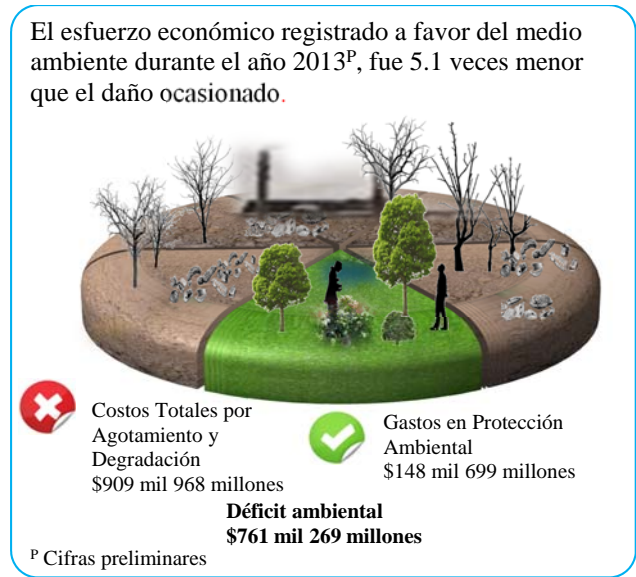 El esfuerzo económico registrado a favor del medio
ambiente durante el año 2013ᴾ, fue 5.1 veces menor
que el daño ocasionado.
Costos Totales por
Agotamiento y
Degradación
$909 mil 968 millones
Gastos en Protección
Ambiental
$148 mil 699 millones
Déficit ambiental
$761 mil 269 millones
ᴾ Cifras preliminares